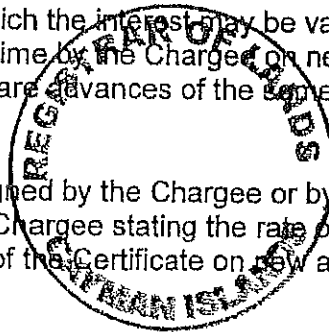 ich the interest may be va
ime by the Chargee on ne
are advances of the same
ned by the Chargee or by
Chargee stating the rate o
of the Certificate on new a
REGISTRAR OF LANDS
CAYMAN ISLANDS